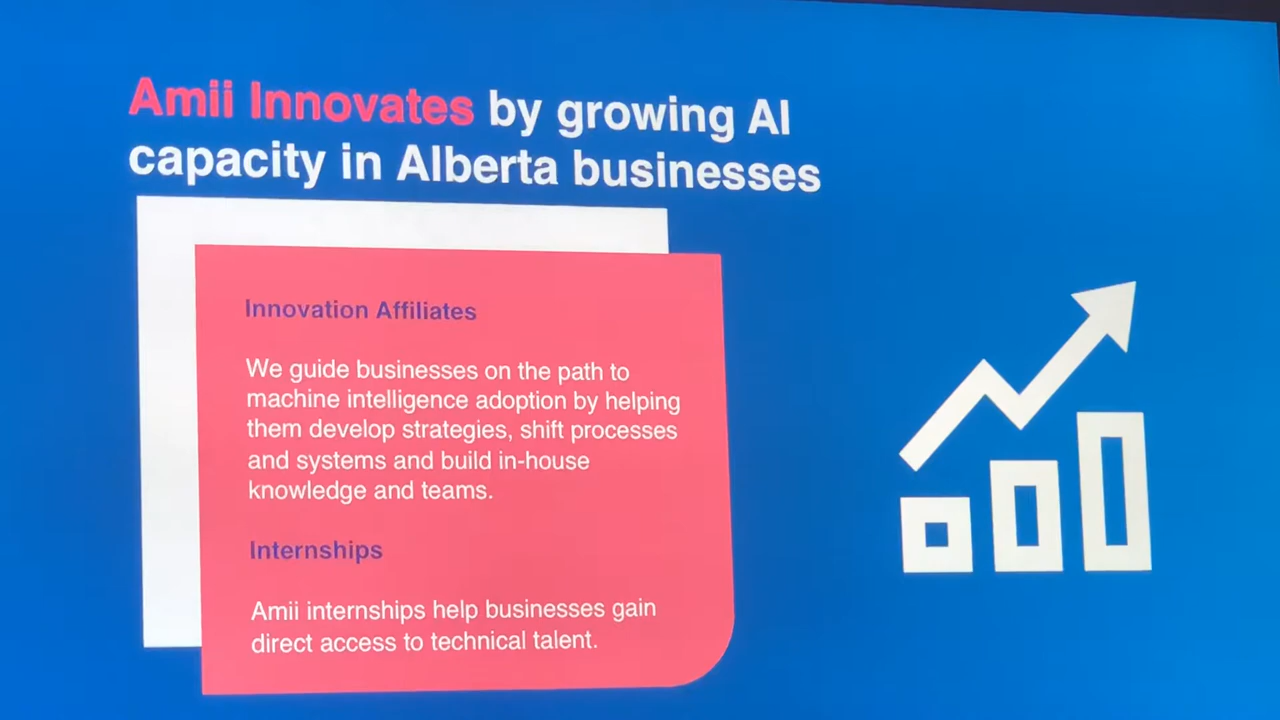 Amii Innovates by growing AI
capacity in Alberta businesses
Innovation Affiliates
We guide businesses on the path to
machine intelligence adoption by helping
them develop strategies, shift processes
and systems and build in-house
knowledge and teams.
Internships
Amii internships help businesses gain
direct access to technical talent.